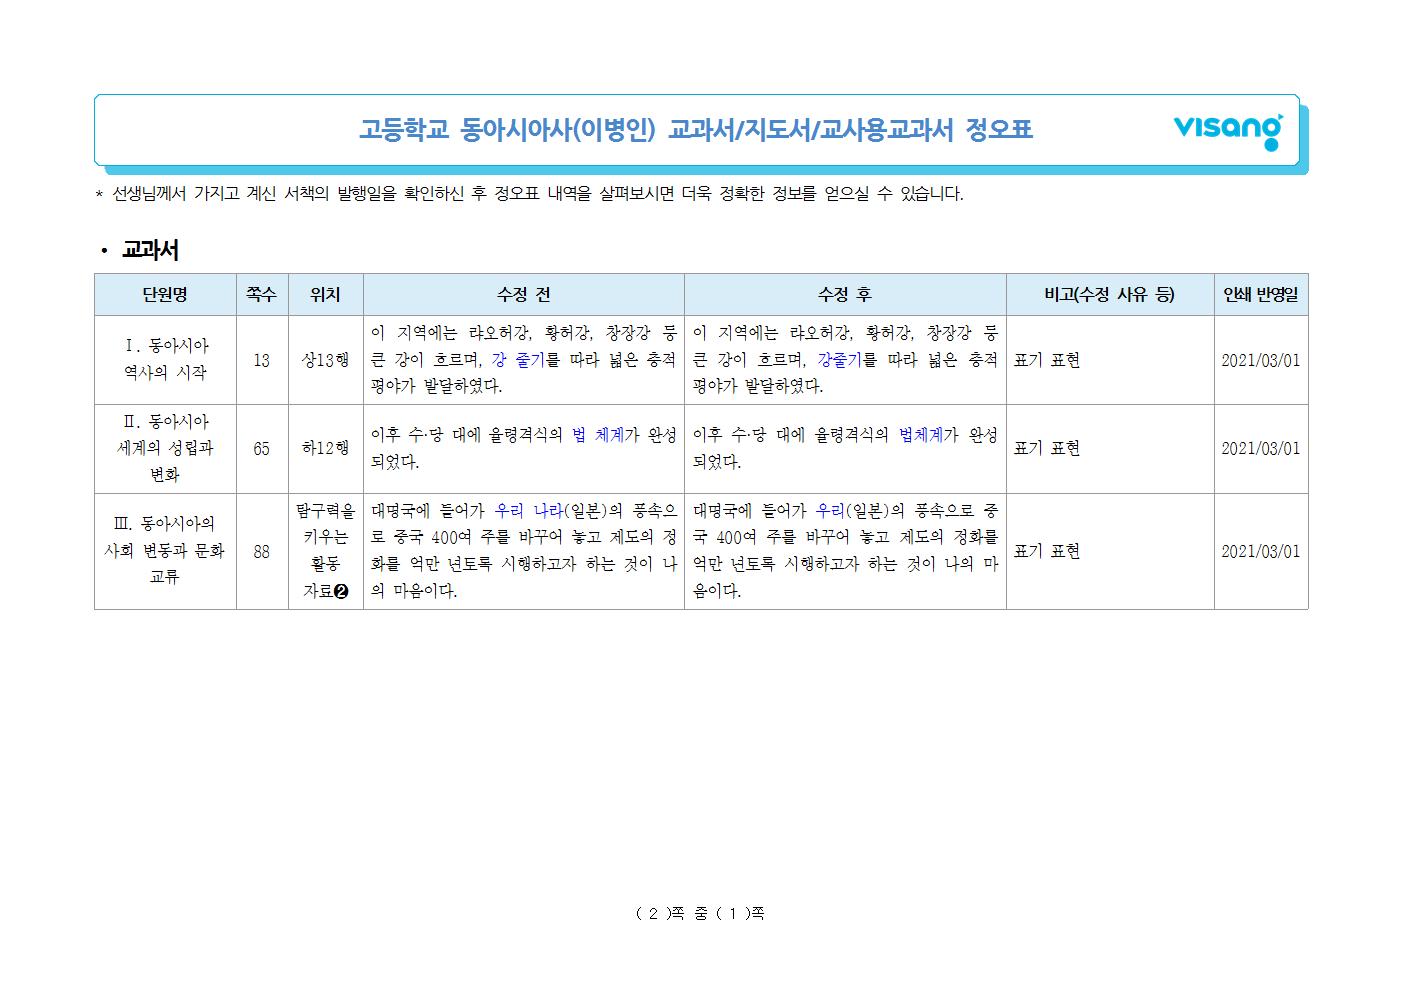 고등학교 동아시아사(이병인) 교과서/지도서/교사용교과서 정오표
visang
* 선생님께서 가지고 계신 서책의 발행일을 확인하신 후 정오표 내역을 살펴보시면 더욱 정확한 정보를 얻으실 수 있습니다.
· 교과서
단원명 쪽수 위치 수정 전 수정 후 비고(수정 사유 등) 인쇄 반영일
Ⅰ. 동아시아
역사의 시작
13
상13행
이 지역에는 랴오허강, 황허강, 창장강 등
큰 강이 흐르며, 강 줄기를 따라 넓은 충적
평야가 발달하였다.
이 지역에는 랴오허강, 황허강, 창장강 등
큰 강이 흐르며, 강줄기를 따라 넓은 충적
평야가 발달하였다.
표기 표현
2021/03/01
Ⅱ. 동아시아
세계의 성립과
변화
65
하12행
이후 수·당 대에 율령격식의 법 체계가 완성
되었다.
이후 수·당 대에 율령격식의 법체계가 완성
되었다.
표기 표현
2021/03/01
Ⅲ. 동아시아의
사회 변동과 문화
교류
88
탐구력을
키우는
활동
자료❷
대명국에 들어가 우리 나라(일본)의 풍속으
로 중국 400여 주를 바꾸어 놓고 제도의 정
화를 억만 년토록 시행하고자 하는 것이 나
의 마음이다.
대명국에 들어가 우리(일본)의 풍속으로 중
국 400여 주를 바꾸어 놓고 제도의 정화를
억만 년토록 시행하고자 하는 것이 나의 마
음이다.
표기 표현
2021/03/01
( 2 )쪽 중 ( 1 )쪽